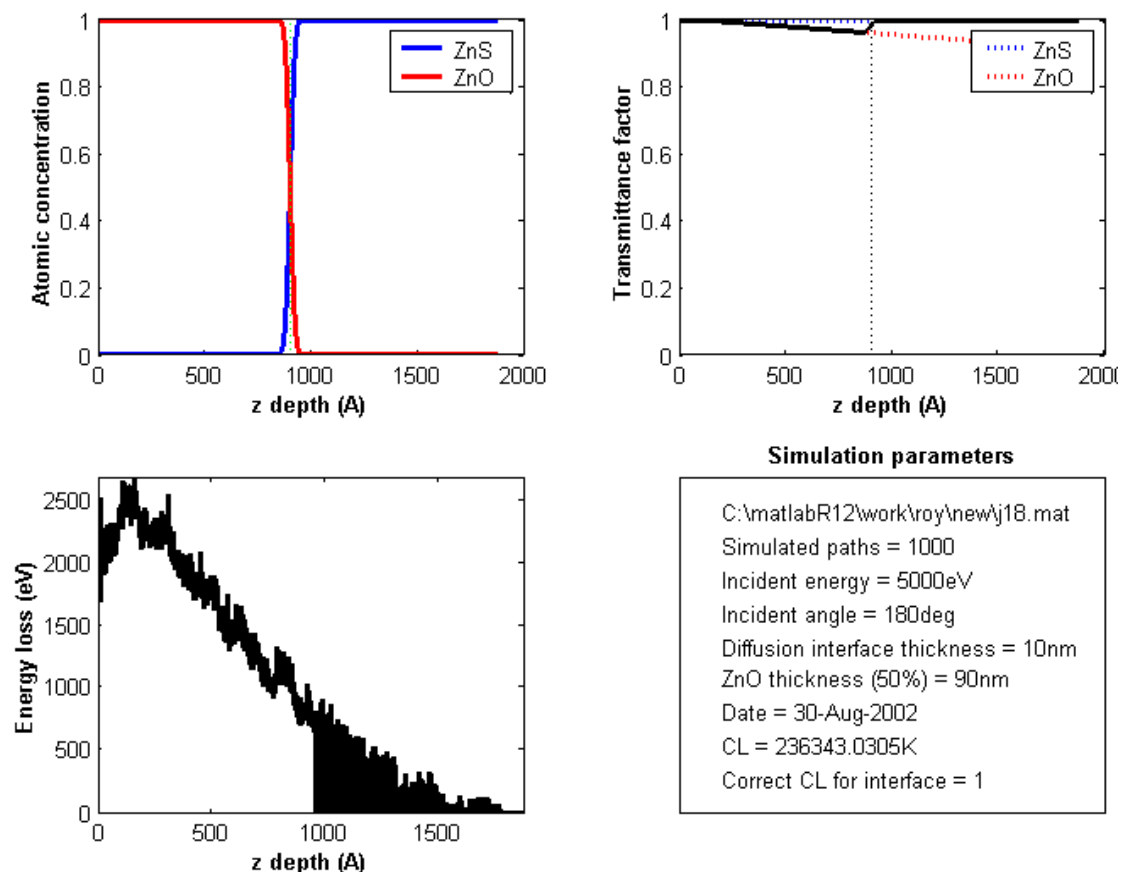 1
0.8
0.6
0.4
0.2
0
Atomic concentration
ZnS
ZnO
0 500 1000 1500 2000
z depth (A)
1
0.8
0.6
0.4
0.2
0
Transmittance factor
ZnS
ZnO
0 500 1000 1500 200
z depth (A)
2500
2000
1500
1000
500
0
Energy loss (eV)
0 500 1000 1500
z depth (A)
Simulation parameters
C:\matlabR12\work\roy\new\j18.mat
Simulated paths = 1000
Incident energy = 5000eV
Incident angle = 180deg
Diffusion interface thickness = 10nm
ZnO thickness (50%) = 90nm
Date = 30-Aug-2002
CL = 236343.0305K
Correct CL for interface = 1